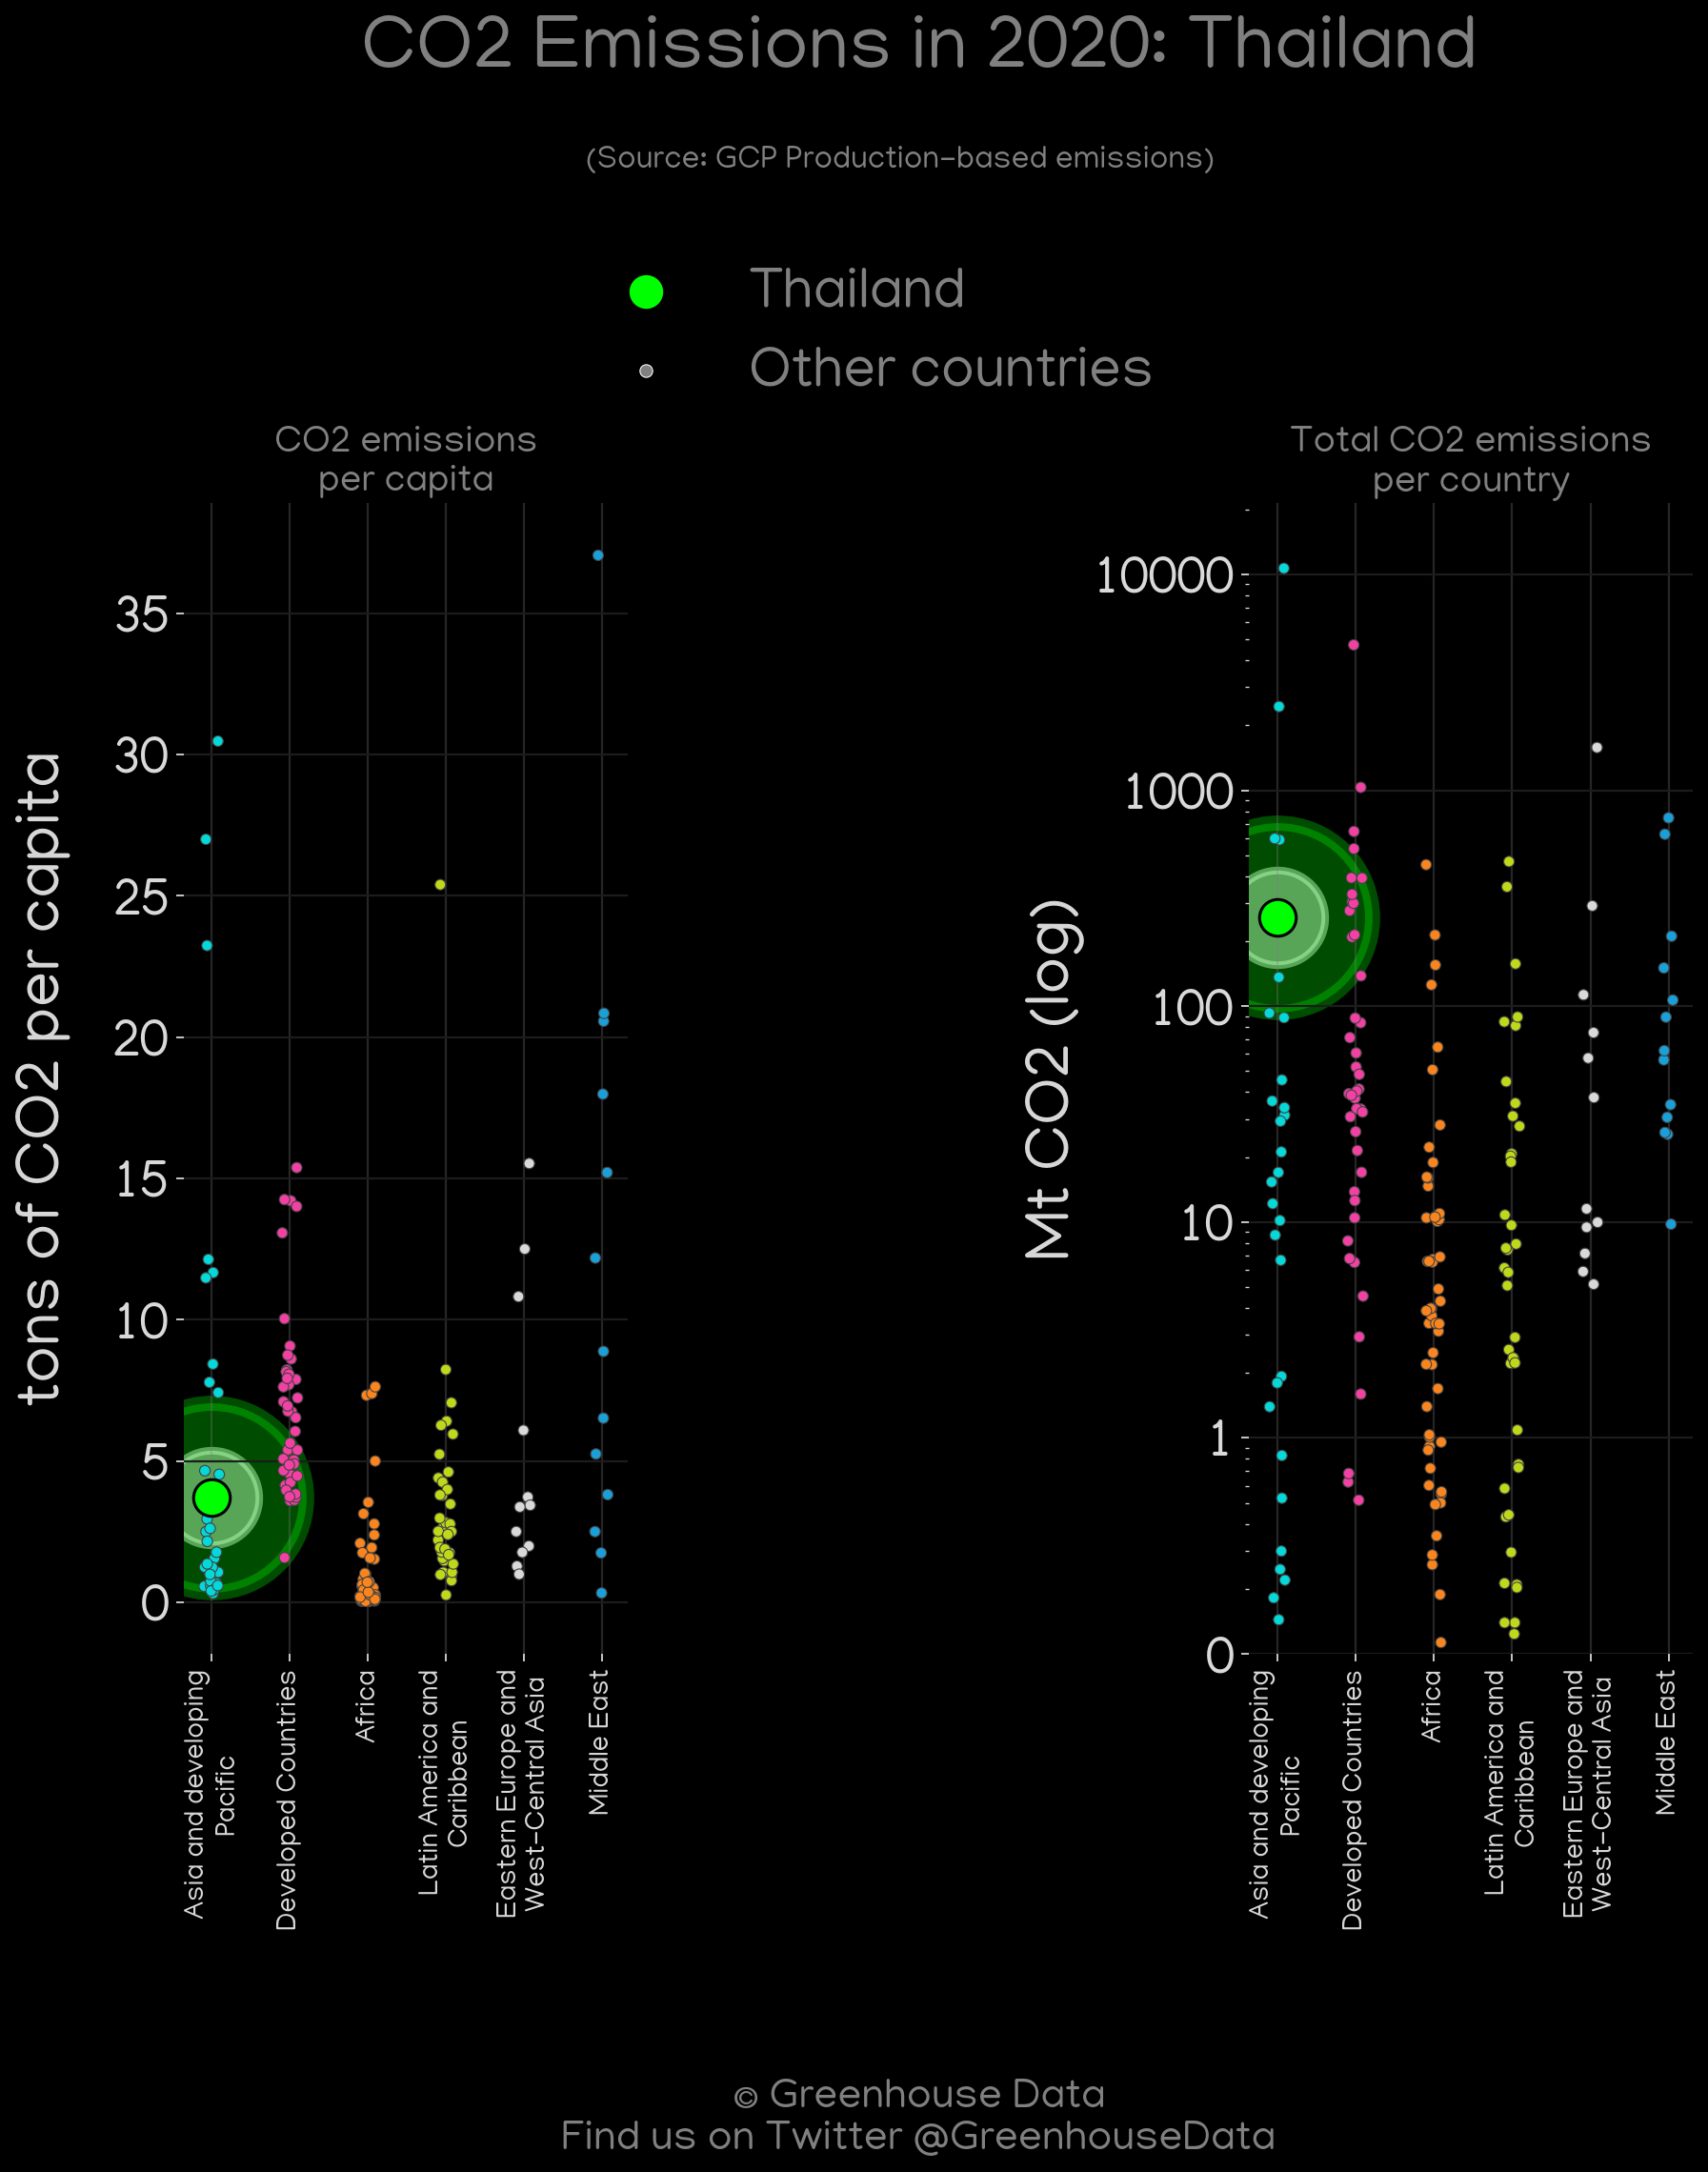 CO2 Emissions in 2020: Thailand
(Source: GCP Production-based emissions)
Thailand
Other countries
CO2 emissions
per capita
tons of CO2 per capita
35
30
25
20
15
10
5
0
Asia and developing
Pacific
Developed Countries
Africa
Latin America and
Caribbean
Eastern Europe and
West-Central Asia
Middle East
Total CO2 emissions
per country
Mt CO2 (log)
10000
1000
100
10
1
0
Asia and developing
Pacific
Developed Countries
Africa
Latin America and
Caribbean
Eastern Europe and
West-Central Asia
Middle East
© Greenhouse Data
Find us on Twitter @GreenhouseData